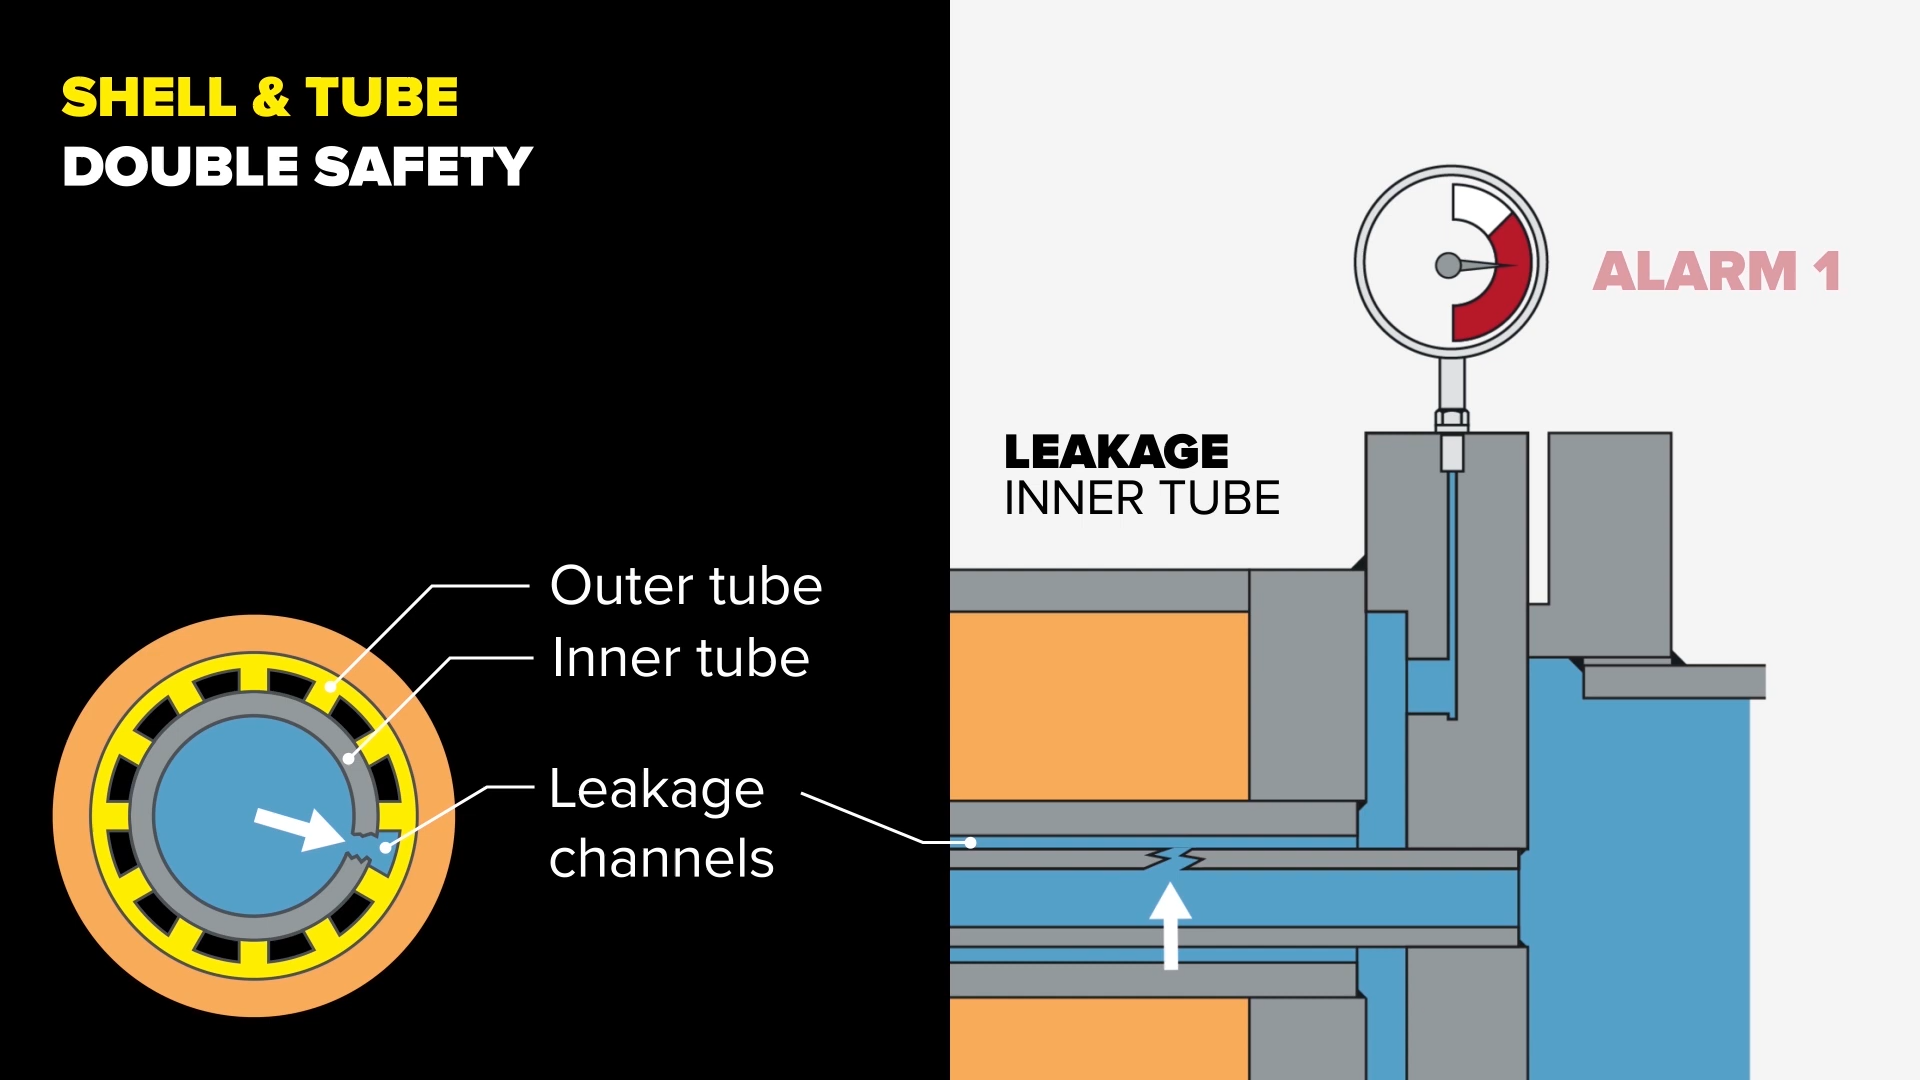 SHELL & TUBE
DOUBLE SAFETY
Outer tube
Inner tube
Leakage
channels
ALARM 1
LEAKAGE
INNER TUBE